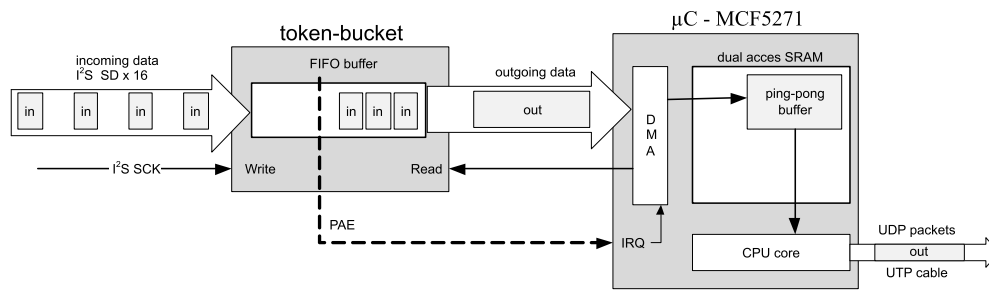 µC - MCF5271
token-bucket
FIFO buffer
dual acces SRAM
incoming data
I²S  SD x 16
outgoing data
in
in
in
in
in
in
in
out
D
M
A
ping-pong
buffer
I²S SCK
Write
Read
PAE
IRQ
CPU core
UDP packets
out
UTP cable